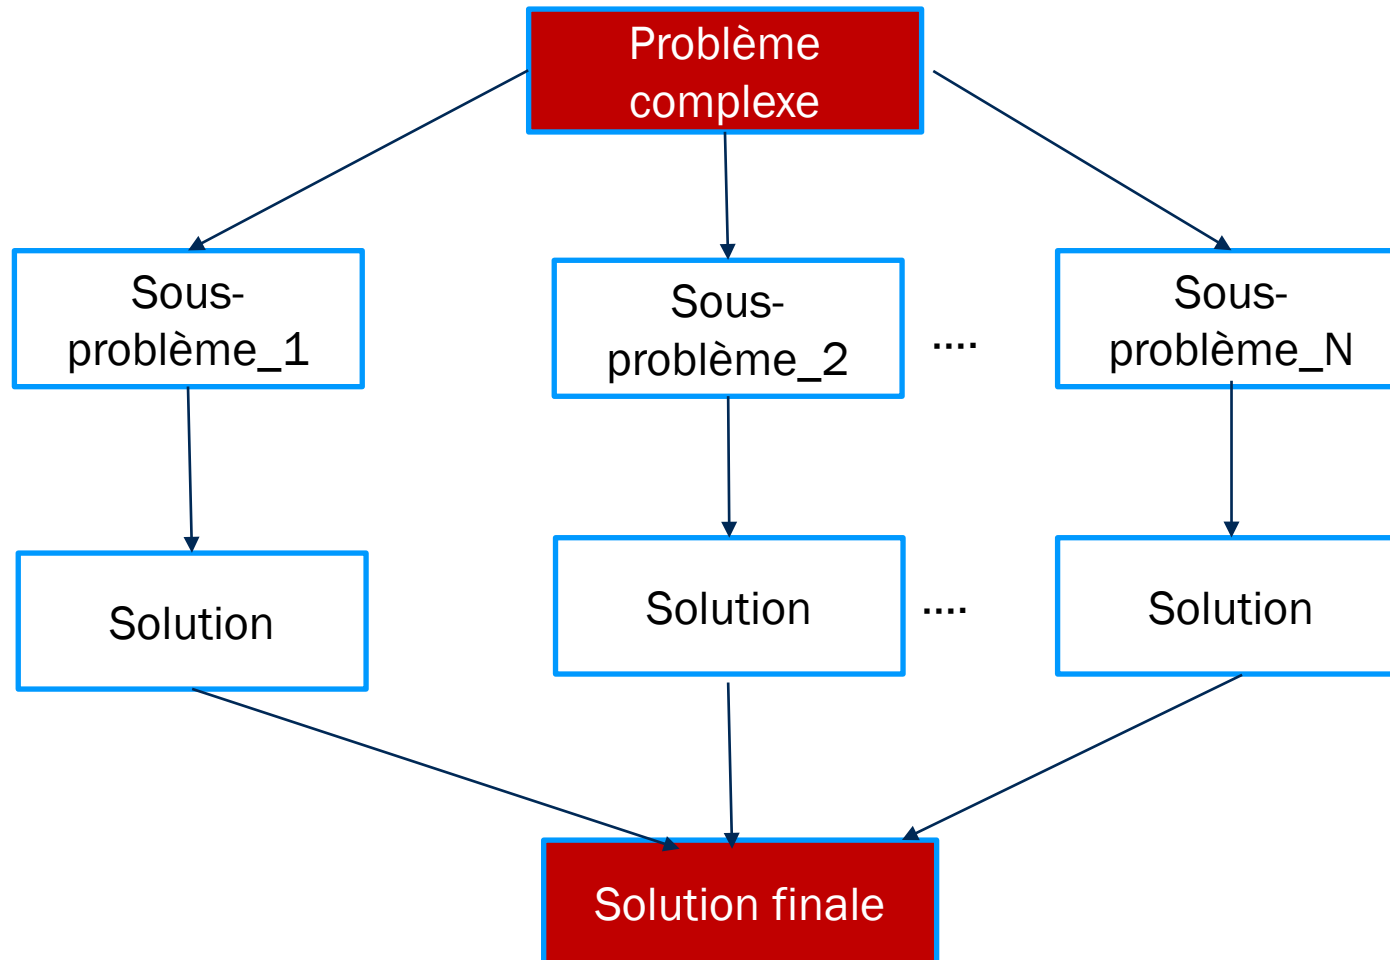 Problème
complexe
Sous-
problème_1
Sous-
problème_2
....
Sous-
problème_N
Solution
Solution
....
Solution
Solution finale